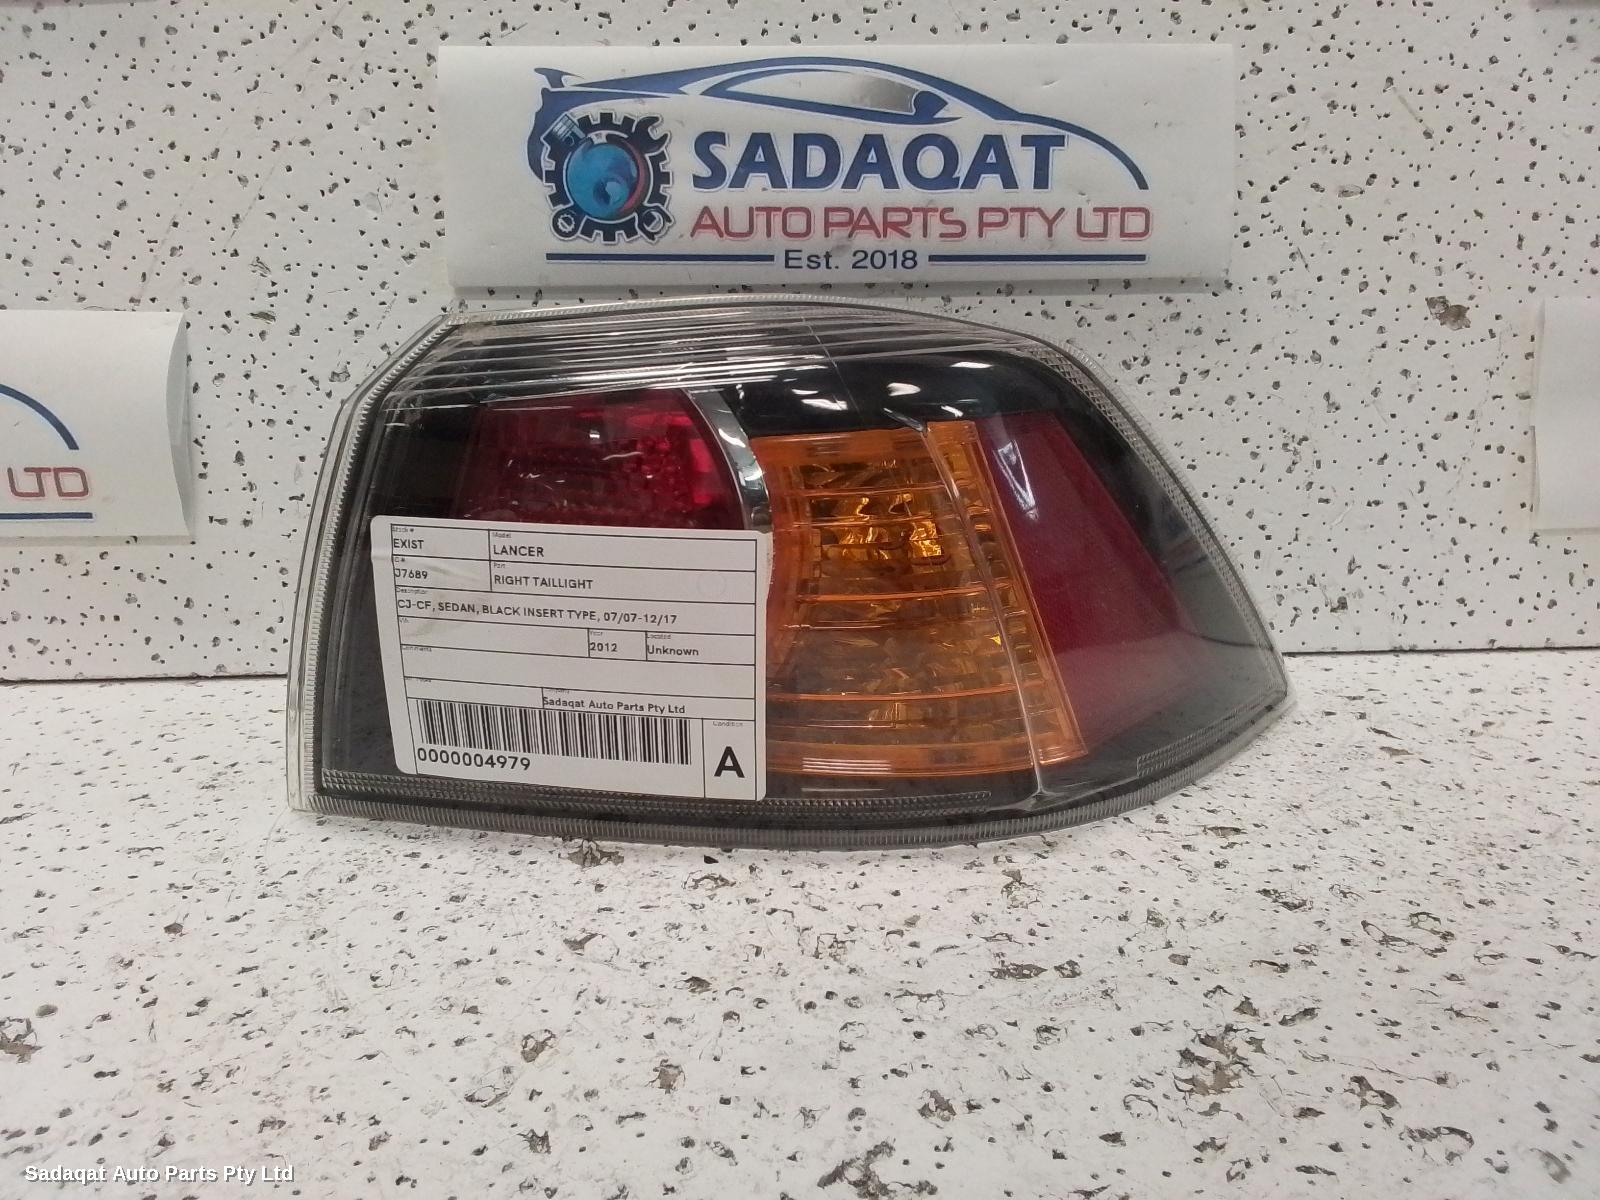 SADAQAT
AUTO PARTS PTY LTD
Est. 2018
LTD
Stock # Model
EXIST LANCER
Part
J7689 RIGHT TAILLIGHT
Description
CJ-CF, SEDAN, BLACK INSERT TYPE, 07/07-12/17
Year Located
2012 Unknown
Comments
Company
Sadaqat Auto Parts Pty Ltd
Condition
0000004979 A
Sadaqat Auto Parts Pty Ltd